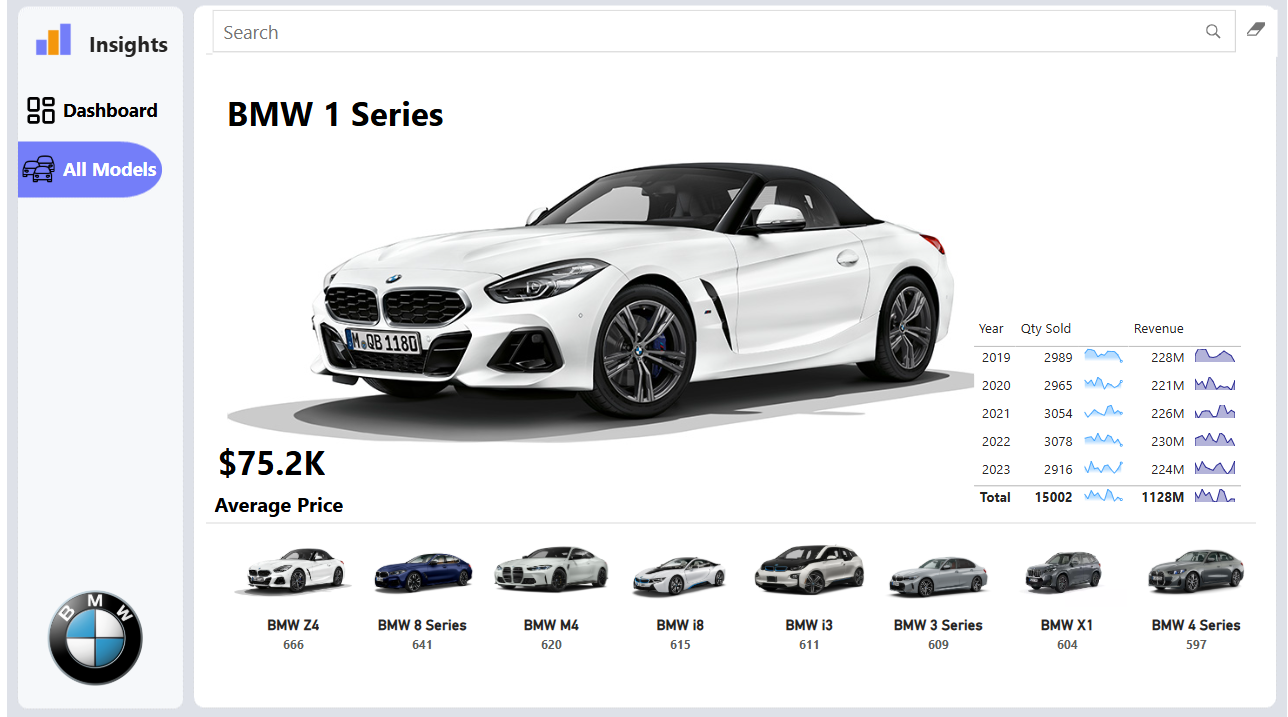 Insights
Search
Dashboard
All Models
BMW 1 Series
M QB 1180
Year Qty Sold Revenue
2019 2989 228M
2020 2965 221M
2021 3054 226M
2022 3078 230M
2023 2916 224M
Total 15002 1128M
$75.2K
Average Price
BMW Z4 BMW 8 Series BMW M4 BMW i8 BMW i3 BMW 3 Series BMW X1 BMW 4 Series
666 641 620 615 611 609 604 597
BMW